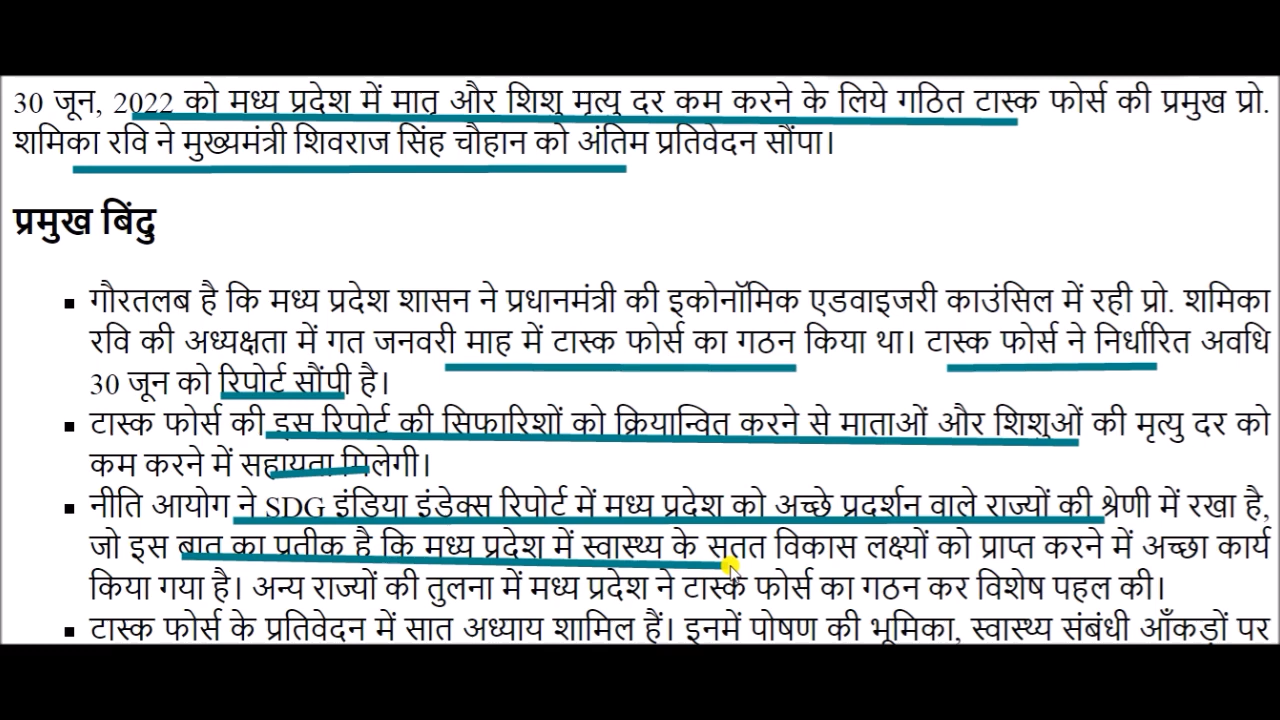 30 जून, 2022 को मध्य प्रदेश में मातृ और शिशु मृत्यु दर कम करने के लिये गठित टास्क फोर्स की प्रमुख प्रो.
शमिका रवि ने मुख्यमंत्री शिवराज सिंह चौहान को अंतिम प्रतिवेदन सौंपा।
प्रमुख बिंदु
▪ गौरतलब है कि मध्य प्रदेश शासन ने प्रधानमंत्री की इकोनॉमिक एडवाइजरी काउंसिल में रही प्रो. शमिका
रवि की अध्यक्षता में गत जनवरी माह में टास्क फोर्स का गठन किया था। टास्क फोर्स ने निर्धारित अवधि
30 जून को रिपोर्ट सौंपी है।
▪ टास्क फोर्स की इस रिपोर्ट की सिफारिशों को क्रियान्वित करने से माताओं और शिशुओं की मृत्यु दर को
कम करने में सहायता मिलेगी।
▪ नीति आयोग ने SDG इंडिया इंडेक्स रिपोर्ट में मध्य प्रदेश को अच्छे प्रदर्शन वाले राज्यों की श्रेणी में रखा है,
जो इस बात का प्रतीक है कि मध्य प्रदेश में स्वास्थ्य के सतत विकास लक्ष्यों को प्राप्त करने में अच्छा कार्य
किया गया है। अन्य राज्यों की तुलना में मध्य प्रदेश ने टास्क फोर्स का गठन कर विशेष पहल की।
▪ टास्क फोर्स के प्रतिवेदन में सात अध्याय शामिल हैं। इनमें पोषण की भूमिका, स्वास्थ्य संबंधी आँकड़ों पर